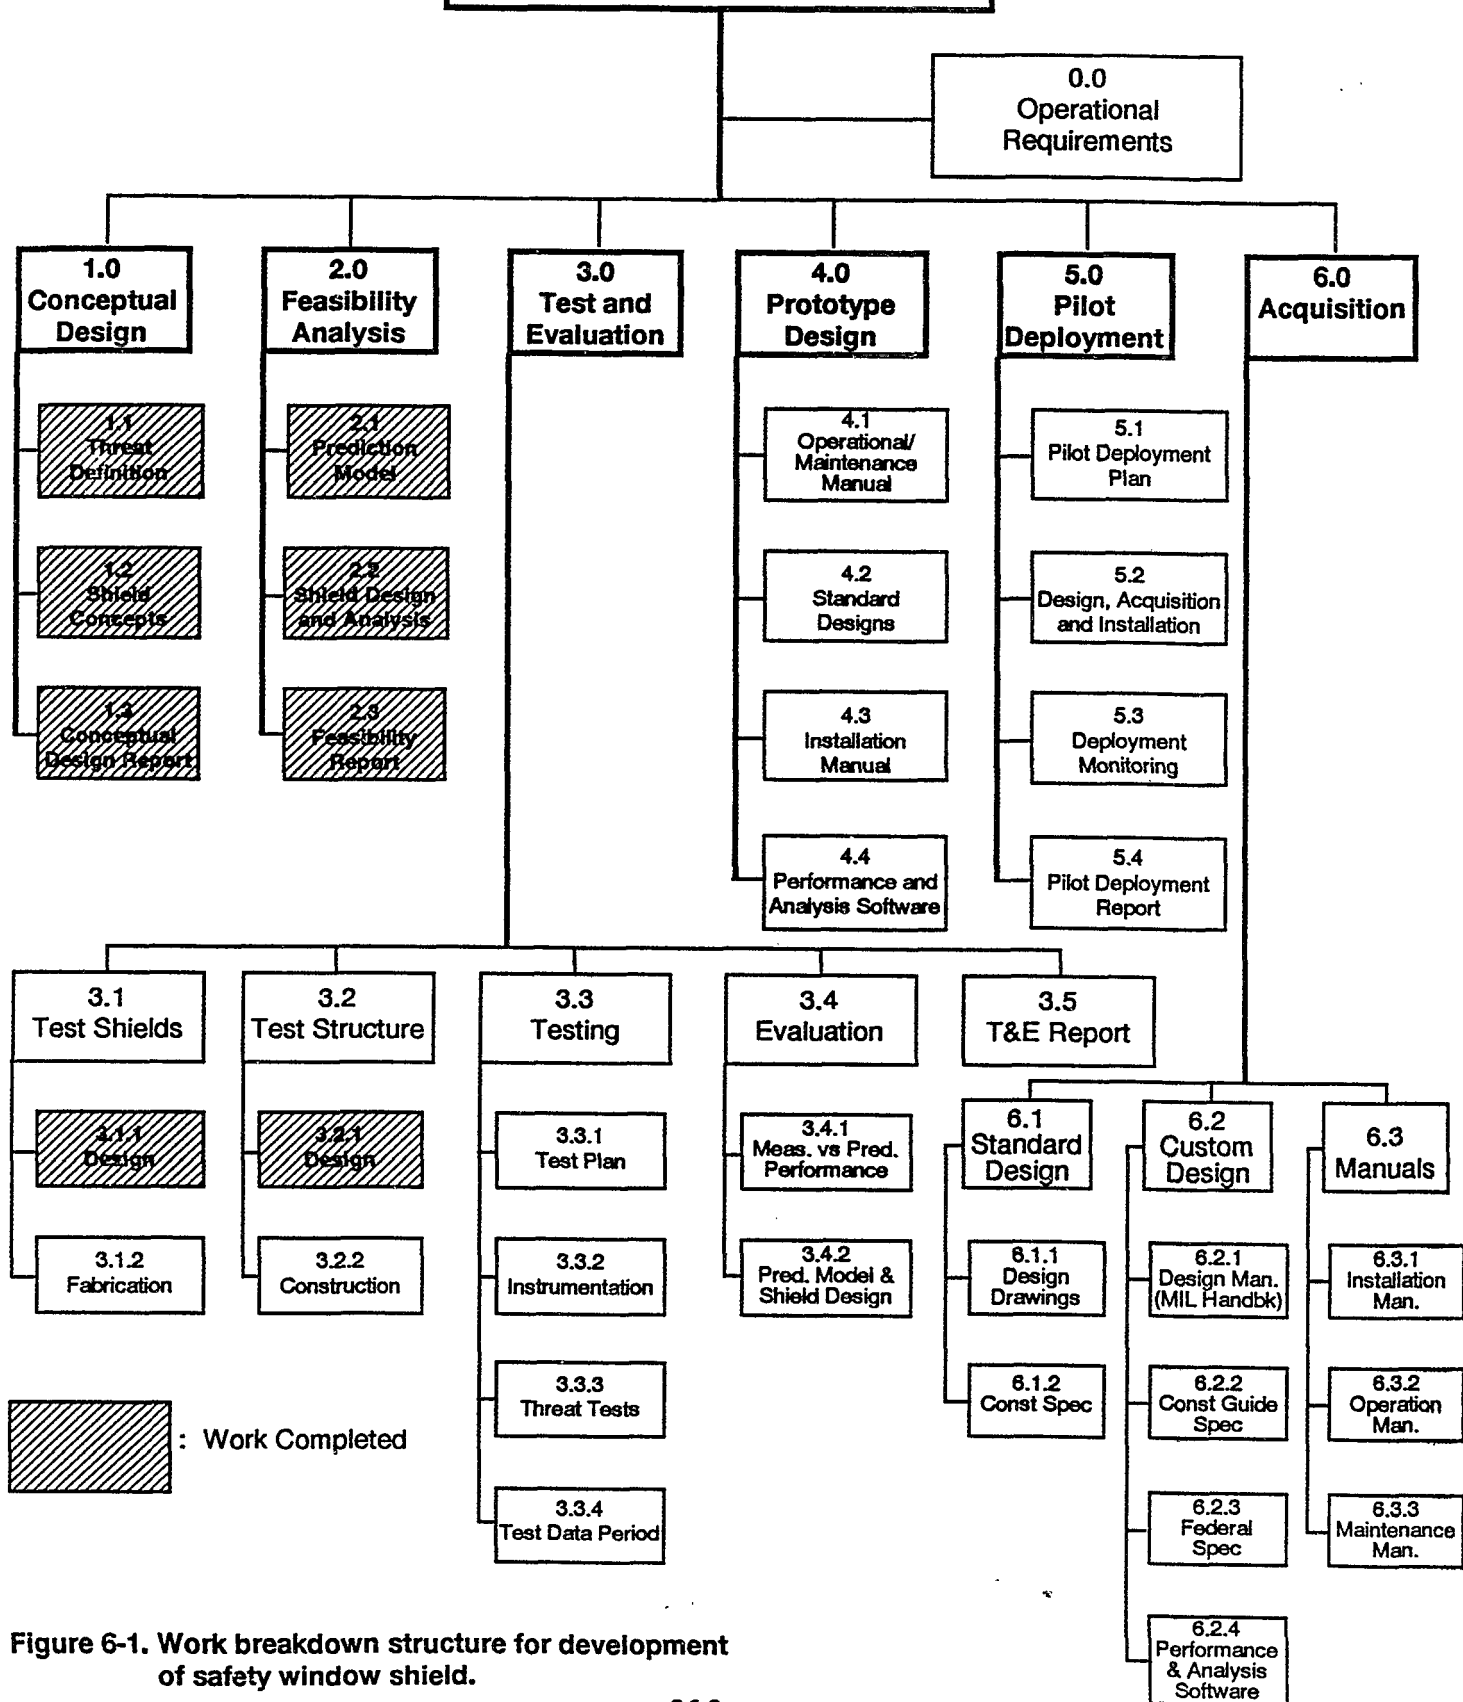 0.0
Operational
Requirements
1.0
Conceptual
Design
2.0
Feasibility
Analysis
3.0
Test and
Evaluation
4.0
Prototype
Design
5.0
Pilot
Deployment
6.0
Acquisition
1.1
Threat
Definition
1.2
Shield
Concepts
1.3
Conceptual
Design Report
2.1
Prediction
Model
2.2
Shield Design
and Analysis
2.3
Feasibility
Report
4.1
Operational/
Maintenance
Manual
4.2
Standard
Designs
4.3
Installation
Manual
4.4
Performance and
Analysis Software
5.1
Pilot Deployment
Plan
5.2
Design, Acquisition
and Installation
5.3
Deployment
Monitoring
5.4
Pilot Deployment
Report
3.1
Test Shields
3.2
Test Structure
3.3
Testing
3.4
Evaluation
3.5
T&E Report
3.1.1
Design
3.1.2
Fabrication
3.2.1
Design
3.2.2
Construction
3.3.1
Test Plan
3.3.2
Instrumentation
3.3.3
Threat Tests
3.3.4
Test Data Period
3.4.1
Meas. vs Pred.
Performance
3.4.2
Pred. Model &
Shield Design
6.1
Standard
Design
6.2
Custom
Design
6.3
Manuals
6.1.1
Design
Drawings
6.1.2
Const Spec
6.2.1
Design Man.
(MIL Handbk)
6.2.2
Const Guide
Spec
6.2.3
Federal
Spec
6.2.4
Performance
& Analysis
Software
6.3.1
Installation
Man.
6.3.2
Operation
Man.
6.3.3
Maintenance
Man.
: Work Completed
Figure 6-1. Work breakdown structure for development
of safety window shield.